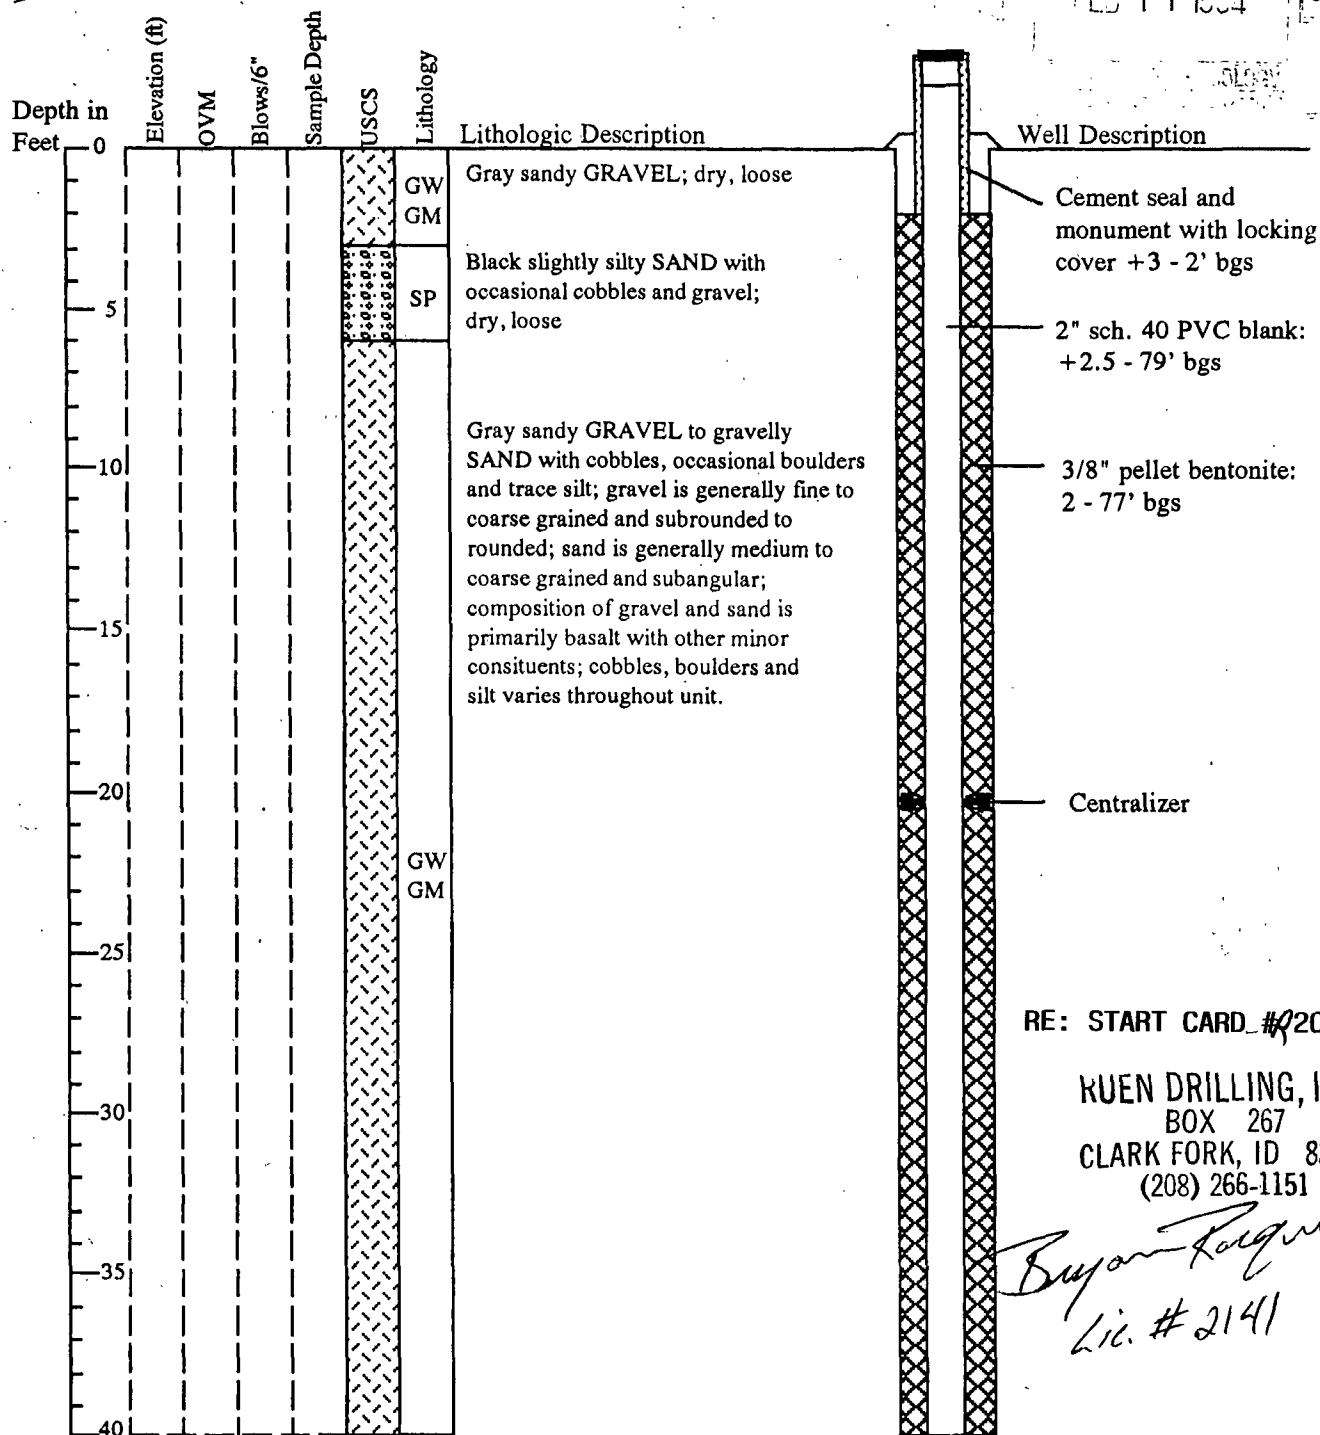 Elevation (ft)
OVM
Blows/6"
Sample Depth
USCS
Lithology
Depth in
Feet
Lithologic Description
Well Description
0
5
10
15
20
25
30
35
40
GW
GM
Gray sandy GRAVEL; dry, loose
SP
Black slightly silty SAND with
occasional cobbles and gravel;
dry, loose
GW
GM
Gray sandy GRAVEL to gravelly
SAND with cobbles, occasional boulders
and trace silt; gravel is generally fine to
coarse grained and subrounded to
rounded; sand is generally medium to
coarse grained and subangular;
composition of gravel and sand is
primarily basalt with other minor
consituents; cobbles, boulders and
silt varies throughout unit.
Cement seal and
monument with locking
cover +3 - 2' bgs
2" sch. 40 PVC blank:
+2.5 - 79' bgs
3/8" pellet bentonite:
2 - 77' bgs
Centralizer
RE: START CARD #R20
RUEN DRILLING, I
BOX 267
CLARK FORK, ID 8
(208) 266-1151
Lic. # 2141